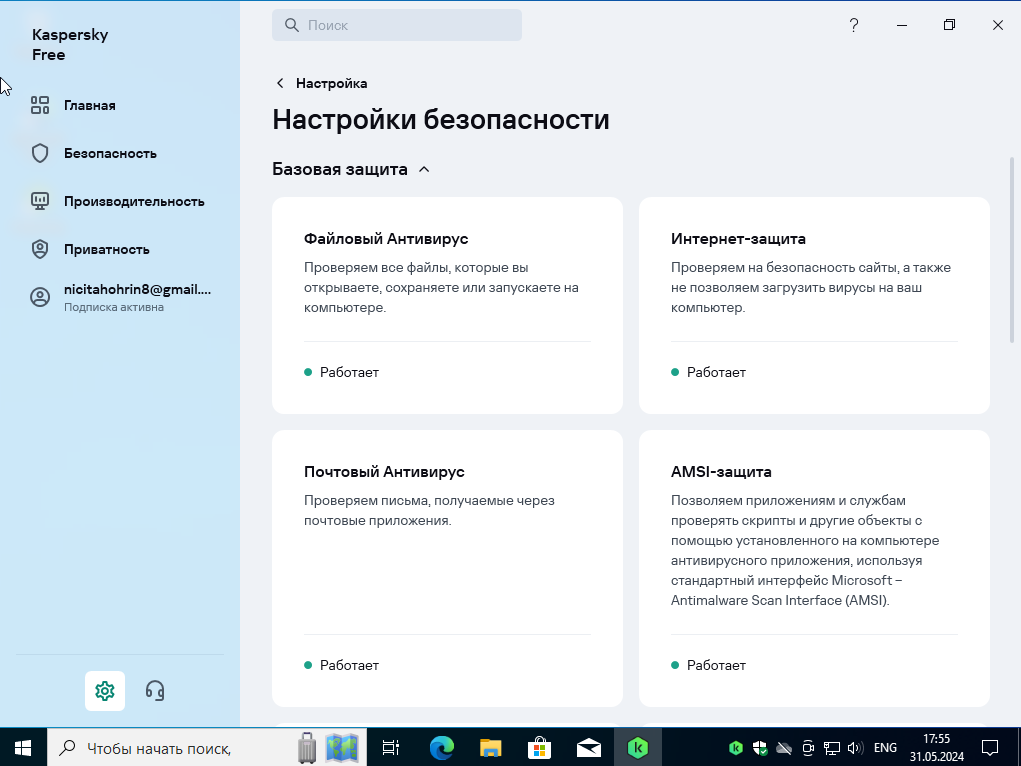 Kaspersky
Free
Поиск
Главная
Безопасность
Производительность
Приватность
nicitahohrin8@gmail....
Подписка активна
Настройка
Настройки безопасности
Базовая защита
Файловый Антивирус
Проверяем все файлы, которые вы
открываете, сохраняете или запускаете на
компьютере.
Работает
Интернет-защита
Проверяем на безопасность сайты, а также
не позволяем загрузить вирусы на ваш
компьютер.
Работает
Почтовый Антивирус
Проверяем письма, получаемые через
почтовые приложения.
Работает
AMSI-защита
Позволяем приложениям и службам
проверять скрипты и другие объекты с
помощью установленного на компьютере
антивирусного приложения, используя
стандартный интерфейс Microsoft –
Antimalware Scan Interface (AMSI).
Работает
Чтобы начать поиск,
ENG
17:55
31.05.2024